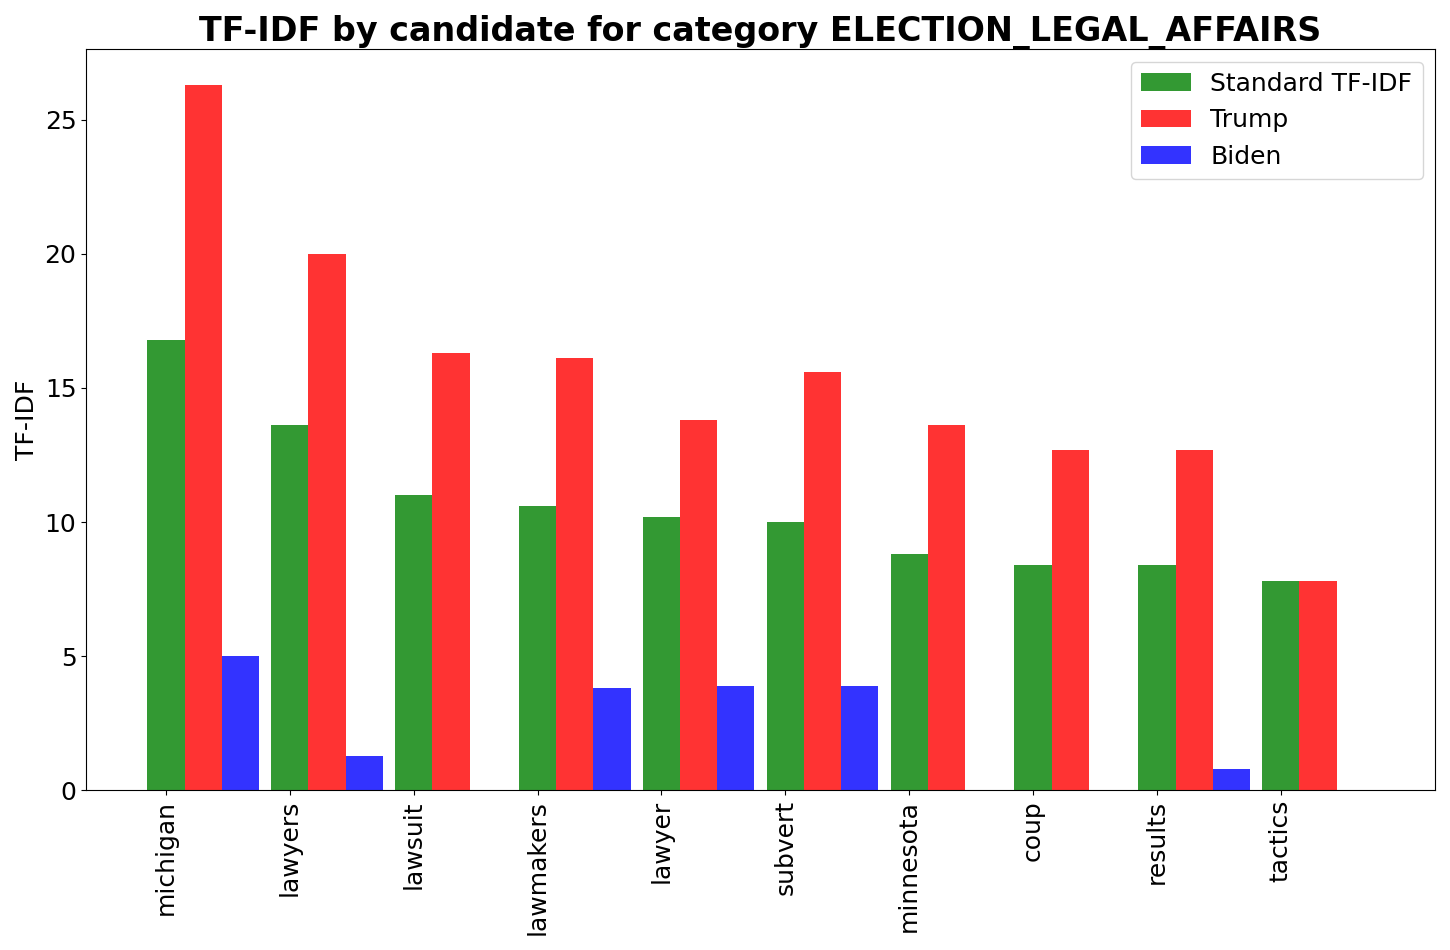 TF-IDF by candidate for category ELECTION_LEGAL_AFFAIRS
Standard TF-IDF
Trump
Biden
TF-IDF
25
20
15
10
5
0
michigan
lawyers
lawsuit
lawmakers
lawyer
subvert
minnesota
coup
results
tactics